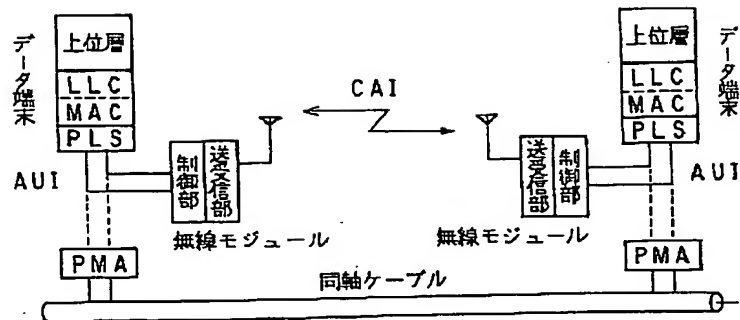 データ端末
上位層
LLC
MAC
PLS
AUI
制御部
送受信部
無線モジュール
PMA
CAI
上位層
LLC
MAC
PLS
データ端末
AUI
送受信部
制御部
無線モジュール
PMA
同軸ケーブル